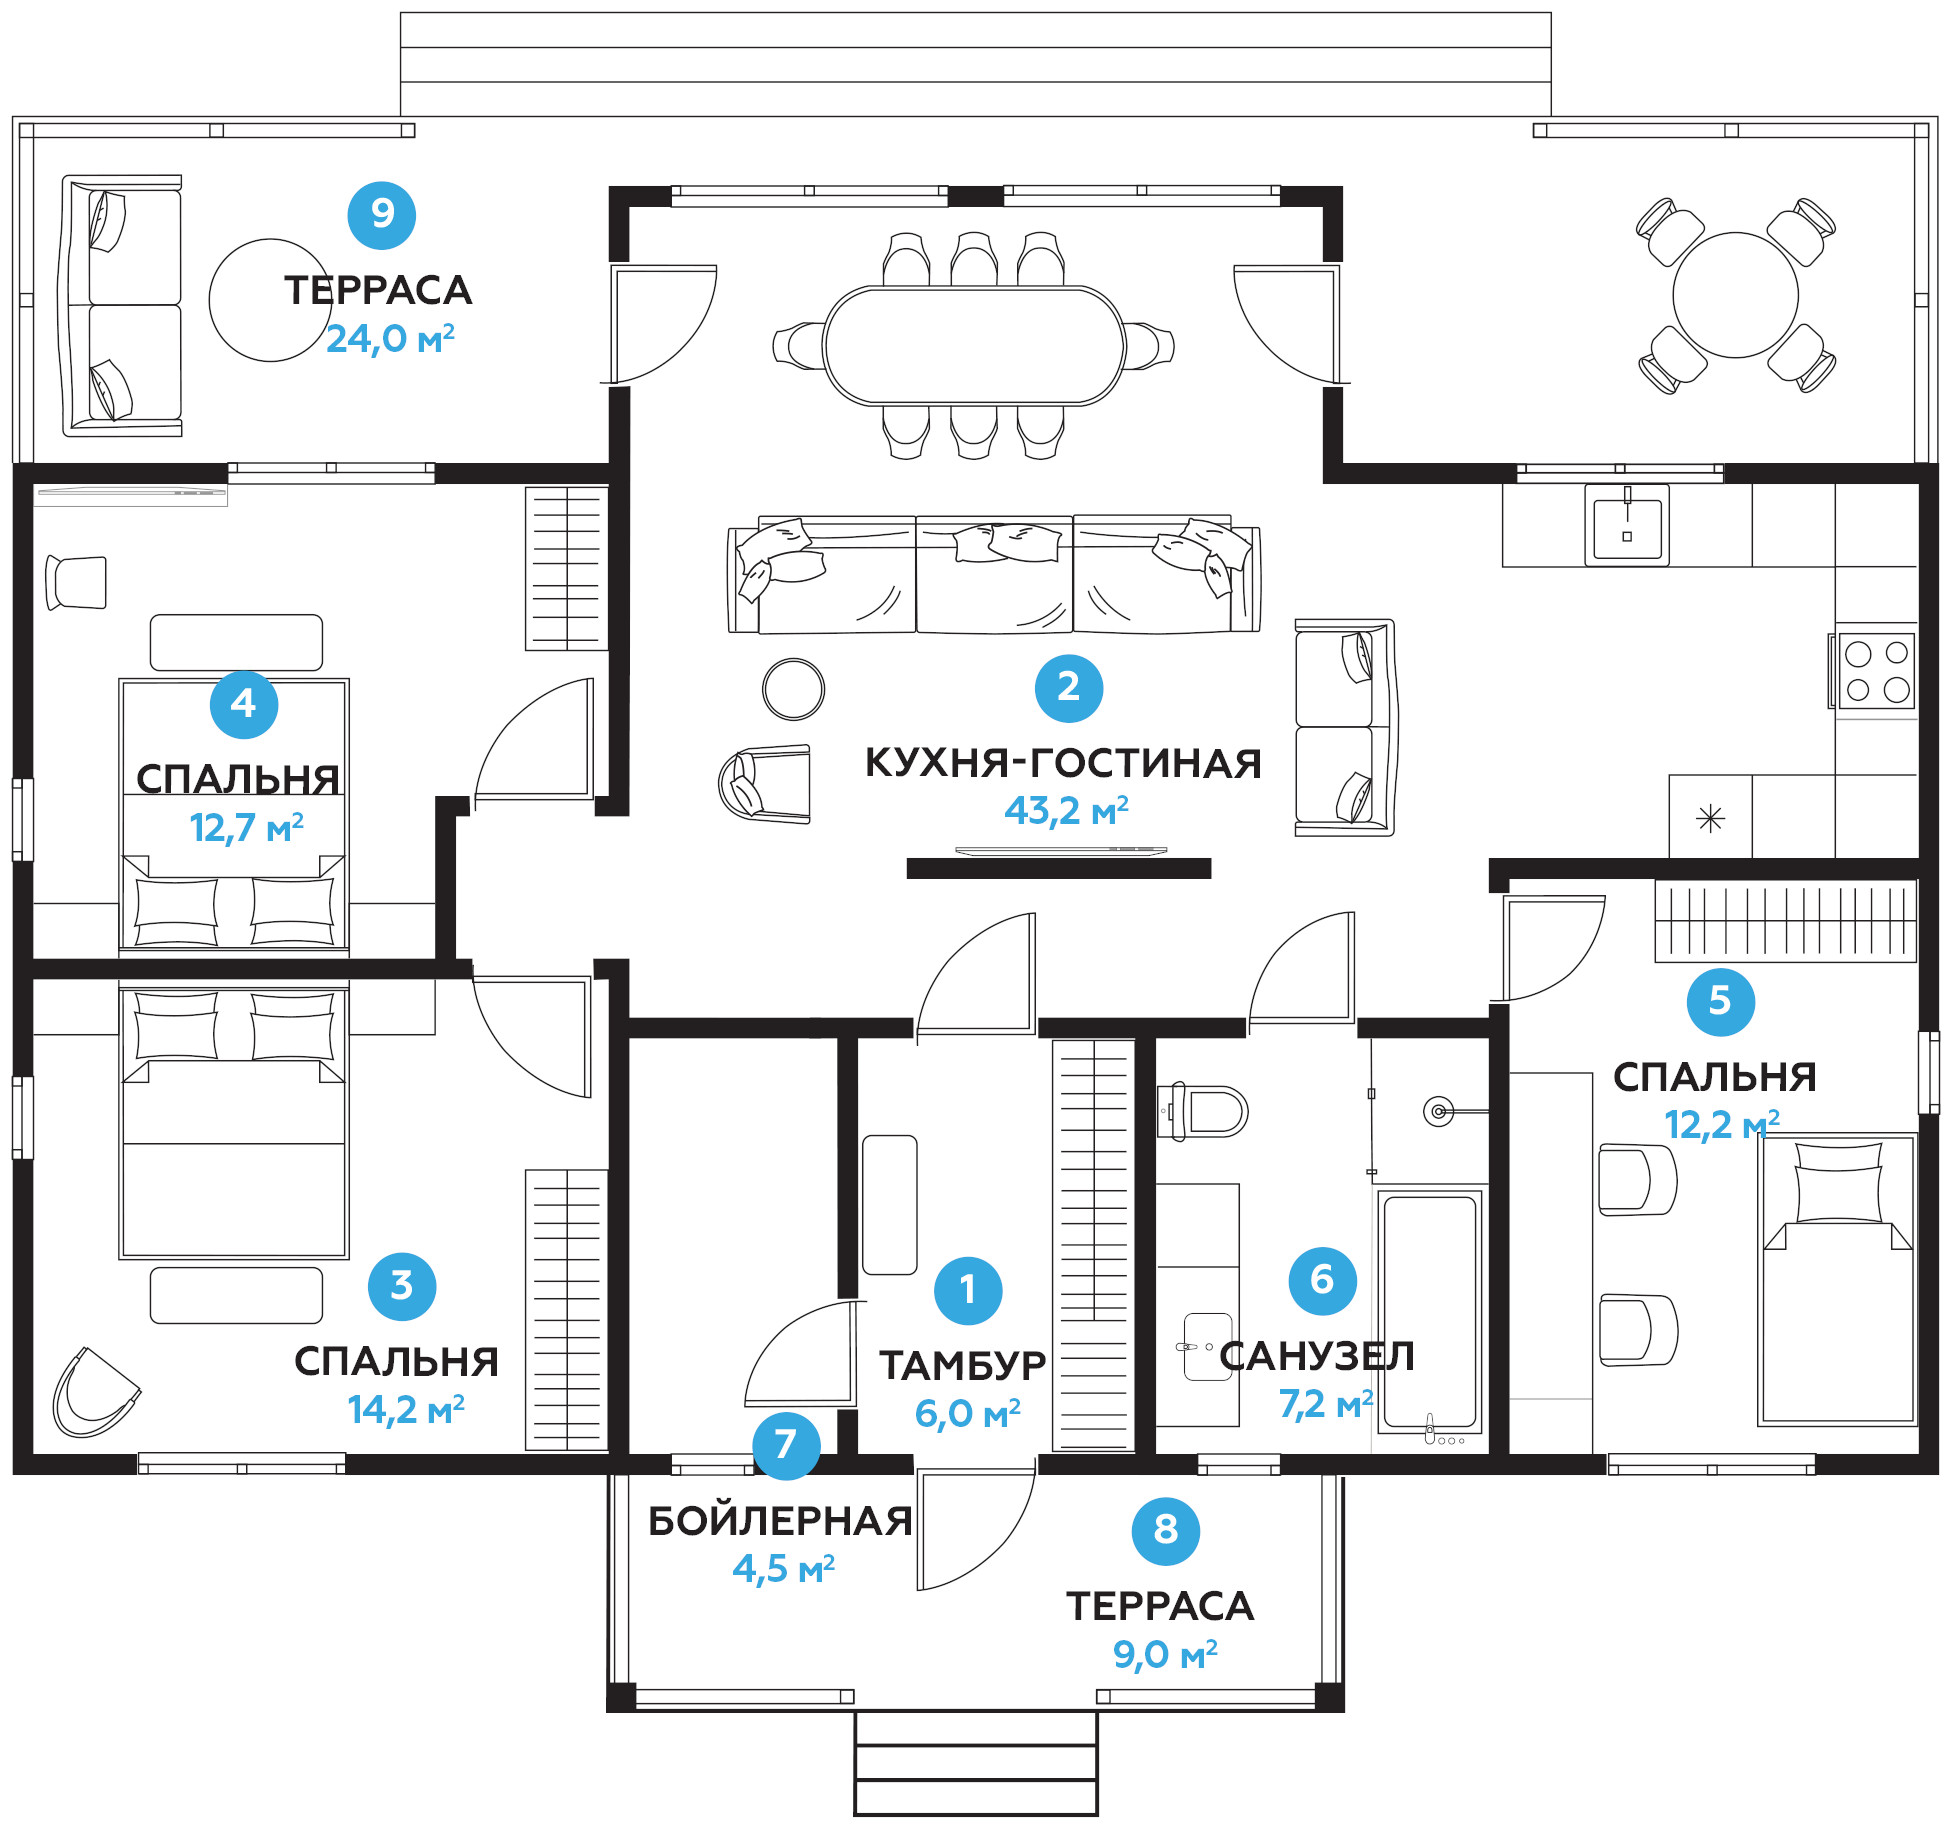 9
ТЕРРАСА
24,0 м²
4
СПАЛЬНЯ
12,7 м²
2
КУХНЯ-ГОСТИНАЯ
43,2 м²
5
СПАЛЬНЯ
12,2 м²
3
СПАЛЬНЯ
14,2 м²
1
ТАМБУР
6,0 м²
6
САНУЗЕЛ
7,2 м²
7
БОЙЛЕРНАЯ
4,5 м²
8
ТЕРРАСА
9,0 м²